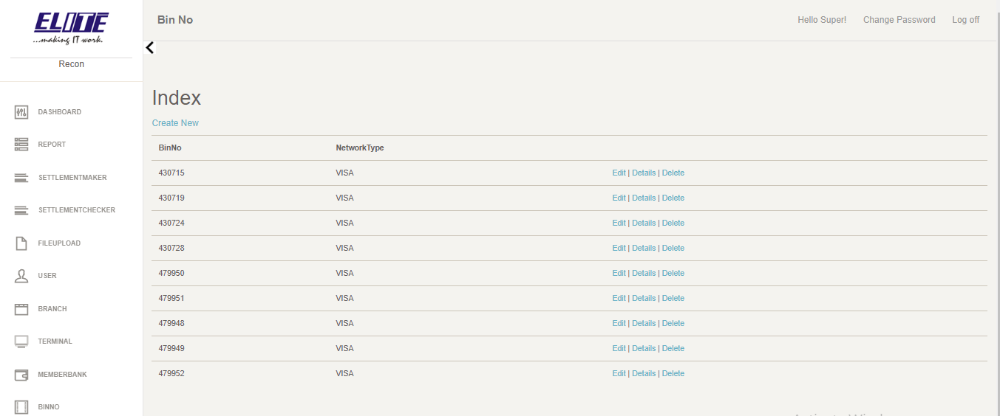 ELITE
...making IT work.
Recon
DASHBOARD
REPORT
SETTLEMENTMAKER
SETTLEMENTCHECKER
FILEUPLOAD
USER
BRANCH
TERMINAL
MEMBERBANK
BINNO
Bin No
Hello Super! Change Password Log off
Index
Create New
BinNo NetworkType
430715 VISA Edit | Details | Delete
430719 VISA Edit | Details | Delete
430724 VISA Edit | Details | Delete
430728 VISA Edit | Details | Delete
479950 VISA Edit | Details | Delete
479951 VISA Edit | Details | Delete
479948 VISA Edit | Details | Delete
479949 VISA Edit | Details | Delete
479952 VISA Edit | Details | Delete